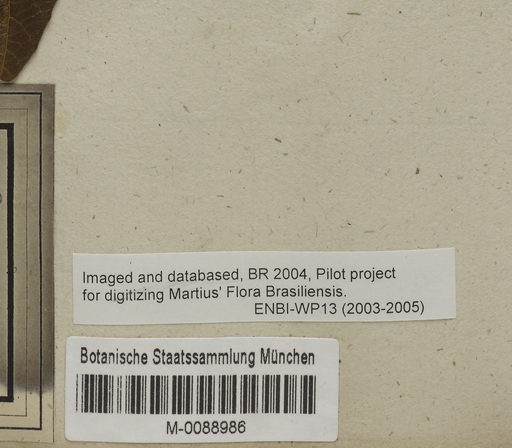 Imaged and databased, BR 2004, Pilot project
for digitizing Martius' Flora Brasiliensis.
ENBI-WP13 (2003-2005)
Botanische Staatssammlung München
M-0088986